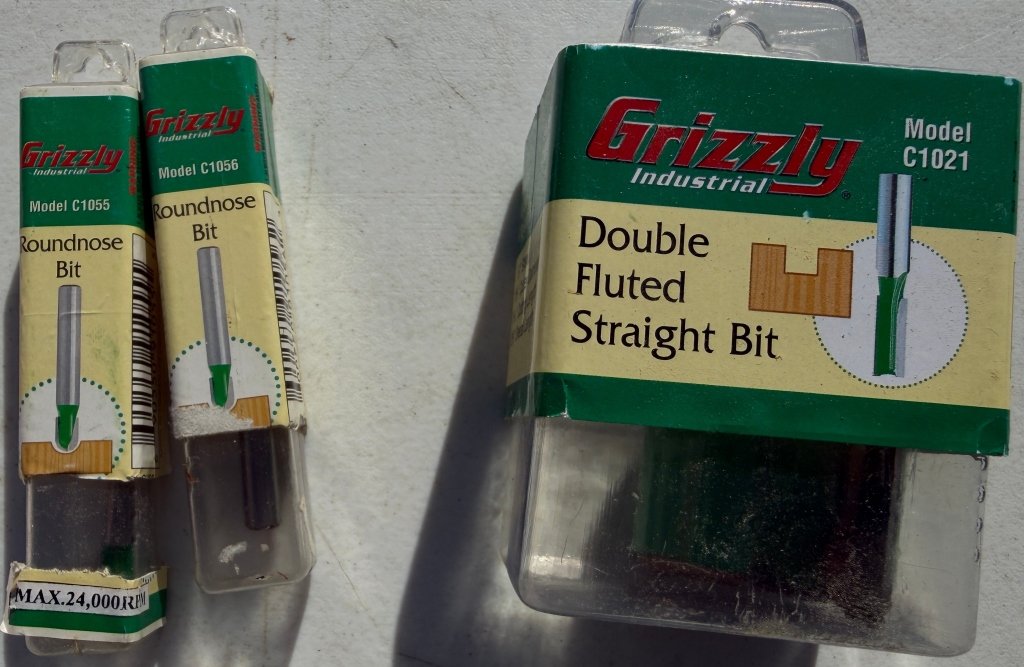 Grizzly
Industrial
Model C1055
Roundnose
Bit
MAX.24,000RPM
Grizzly
Industrial
Model C1056
Roundnose
Bit
Grizzly
Industrial
®
Model
C1021
Double
Fluted
Straight Bit